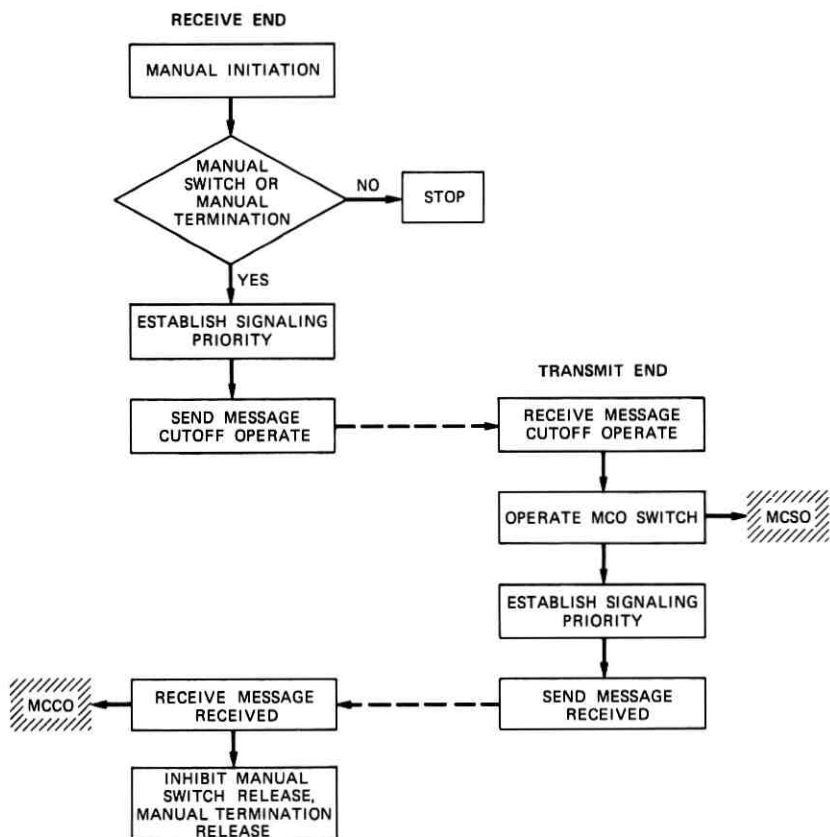 RECEIVE END
MANUAL INITIATION
MANUAL
SWITCH OR
MANUAL
TERMINATION
NO
STOP
YES
ESTABLISH SIGNALING
PRIORITY
TRANSMIT END
SEND MESSAGE
CUTOFF OPERATE
RECEIVE MESSAGE
CUTOFF OPERATE
OPERATE MCO SWITCH
MCSO
ESTABLISH SIGNALING
PRIORITY
MCCO
RECEIVE MESSAGE
RECEIVED
SEND MESSAGE
RECEIVED
INHIBIT MANUAL
SWITCH RELEASE,
MANUAL TERMINATION
RELEASE